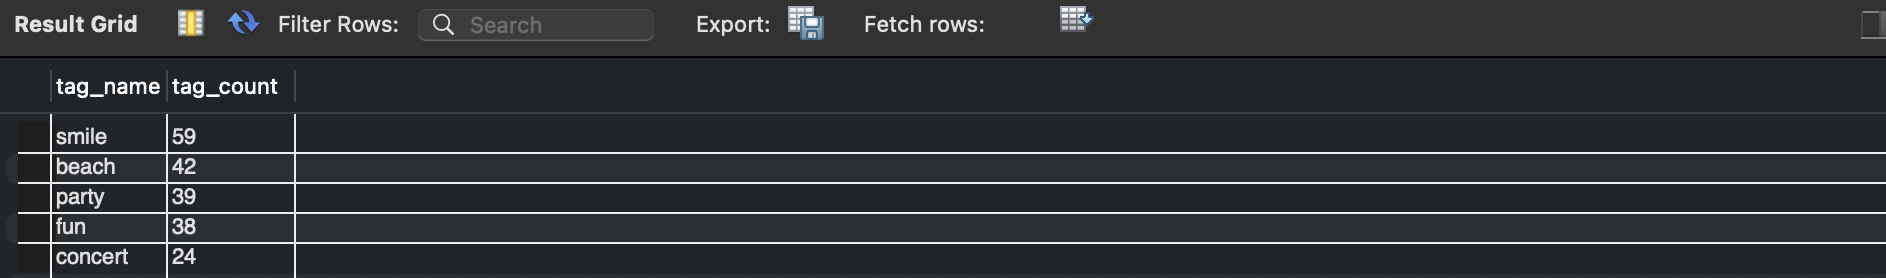 Result Grid Filter Rows: Search Export: Fetch rows:
tag_name tag_count
smile 59
beach 42
party 39
fun 38
concert 24